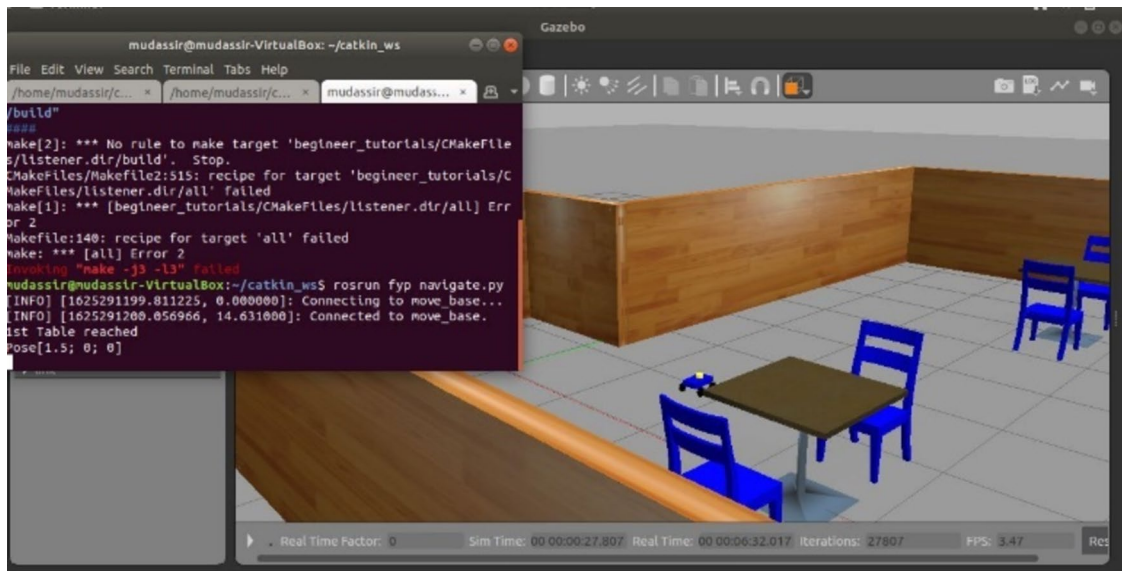 Gazebo
mudassir@mudassir-VirtualBox: ~/catkin_ws
File Edit View Search Terminal Tabs Help
/home/mudassir/c... × /home/mudassir/c... × mudassir@mudass... ×
/build"
####
make[2]: *** No rule to make target 'begineer_tutorials/CMakeFile
s/listener.dir/build'. Stop.
CMakeFiles/Makefile2:515: recipe for target 'begineer_tutorials/C
MakeFiles/listener.dir/all' failed
make[1]: *** [begineer_tutorials/CMakeFiles/listener.dir/all] Err
or 2
Makefile:140: recipe for target 'all' failed
make: *** [all] Error 2
Invoking "make -j3 -l3" failed
mudassir@mudassir-VirtualBox:~/catkin_ws$ rosrun fyp navigate.py
[INFO] [1625291199.811225, 0.000000]: Connecting to move_base...
[INFO] [1625291200.056966, 14.631000]: Connected to move_base.
1st Table reached
Pose[1.5; 0; 0]
Real Time Factor: 0 Sim Time: 00 00:00:27.807 Real Time: 00 00:06:32.017 Iterations: 27807 FPS: 3.47 Res